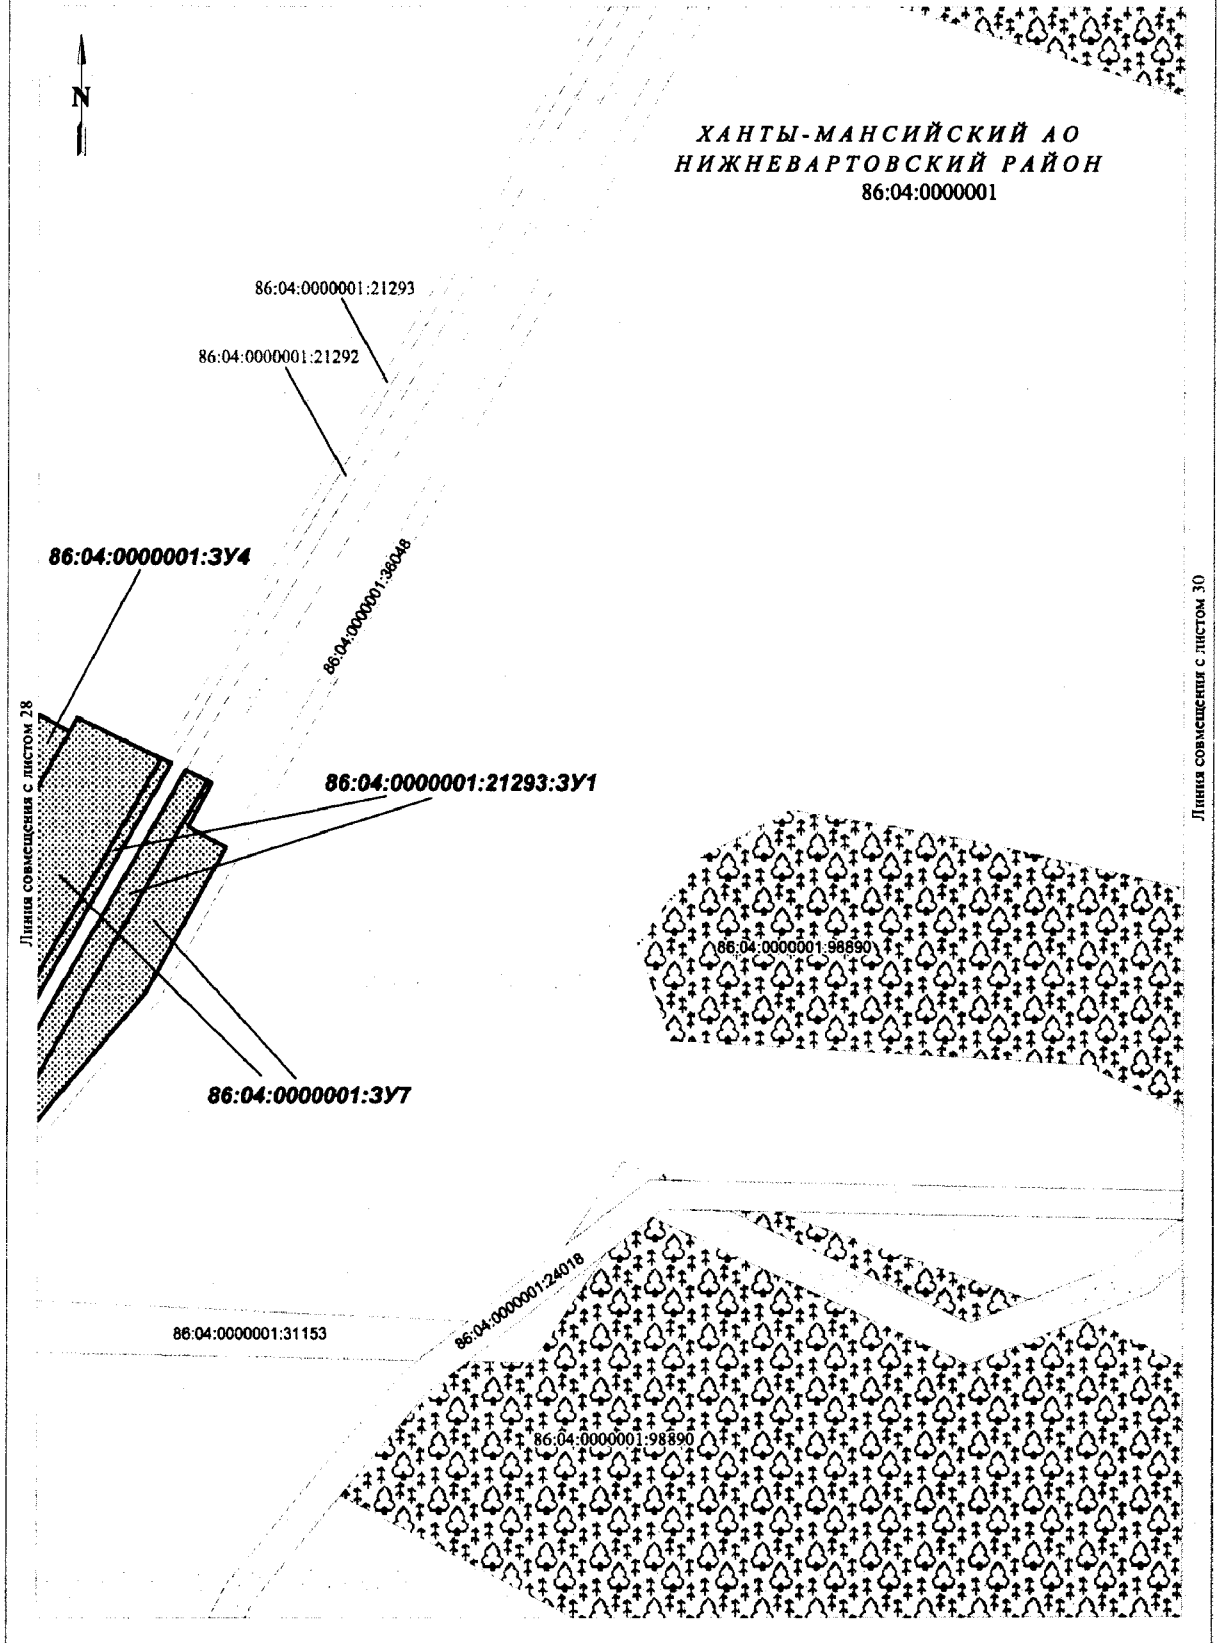 N
ХАНТЫ-МАНСИЙСКИЙ АО
НИЖНЕВАРТОВСКИЙ РАЙОН
86:04:0000001
86:04:0000001:21293
86:04:0000001:21292
86:04:0000001:ЗУ4
86:04:0000001:36048
Линия совмещения с листом 28
Линия совмещения с листом 30
86:04:0000001:21293:ЗУ1
86:04:0000001:98890
86:04:0000001:ЗУ7
86:04:0000001:24018
86:04:0000001:31153
86:04:0000001:98890